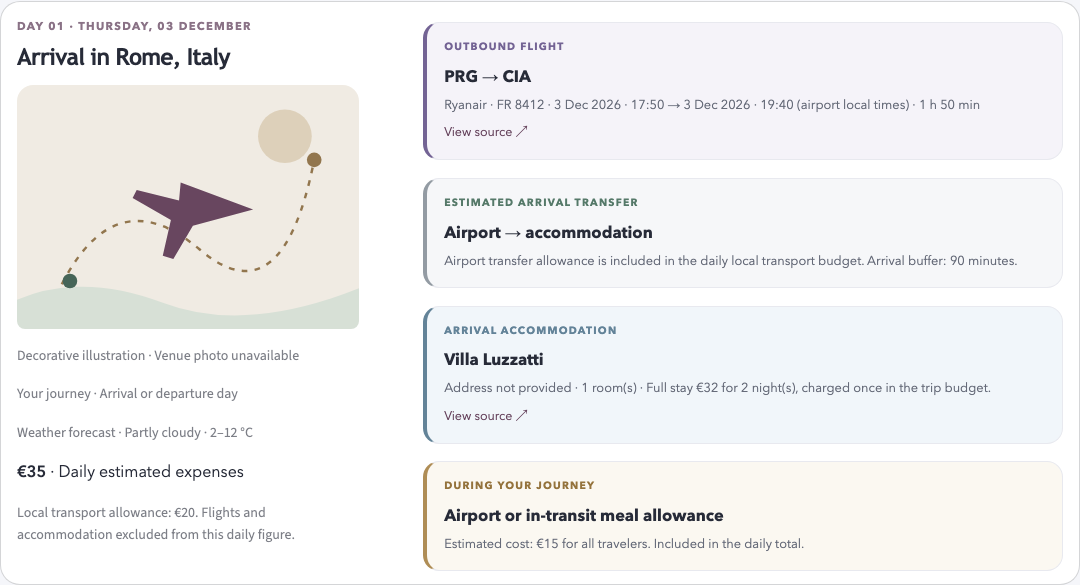 DAY 01 · THURSDAY, 03 DECEMBER
Arrival in Rome, Italy
Decorative illustration · Venue photo unavailable
Your journey · Arrival or departure day
Weather forecast · Partly cloudy · 2–12 °C
€35 · Daily estimated expenses
Local transport allowance: €20. Flights and
accommodation excluded from this daily figure.
OUTBOUND FLIGHT
PRG → CIA
Ryanair · FR 8412 · 3 Dec 2026 · 17:50 → 3 Dec 2026 · 19:40 (airport local times) · 1 h 50 min
View source ↗
ESTIMATED ARRIVAL TRANSFER
Airport → accommodation
Airport transfer allowance is included in the daily local transport budget. Arrival buffer: 90 minutes.
ARRIVAL ACCOMMODATION
Villa Luzzatti
Address not provided · 1 room(s) · Full stay €32 for 2 night(s), charged once in the trip budget.
View source ↗
DURING YOUR JOURNEY
Airport or in-transit meal allowance
Estimated cost: €15 for all travelers. Included in the daily total.